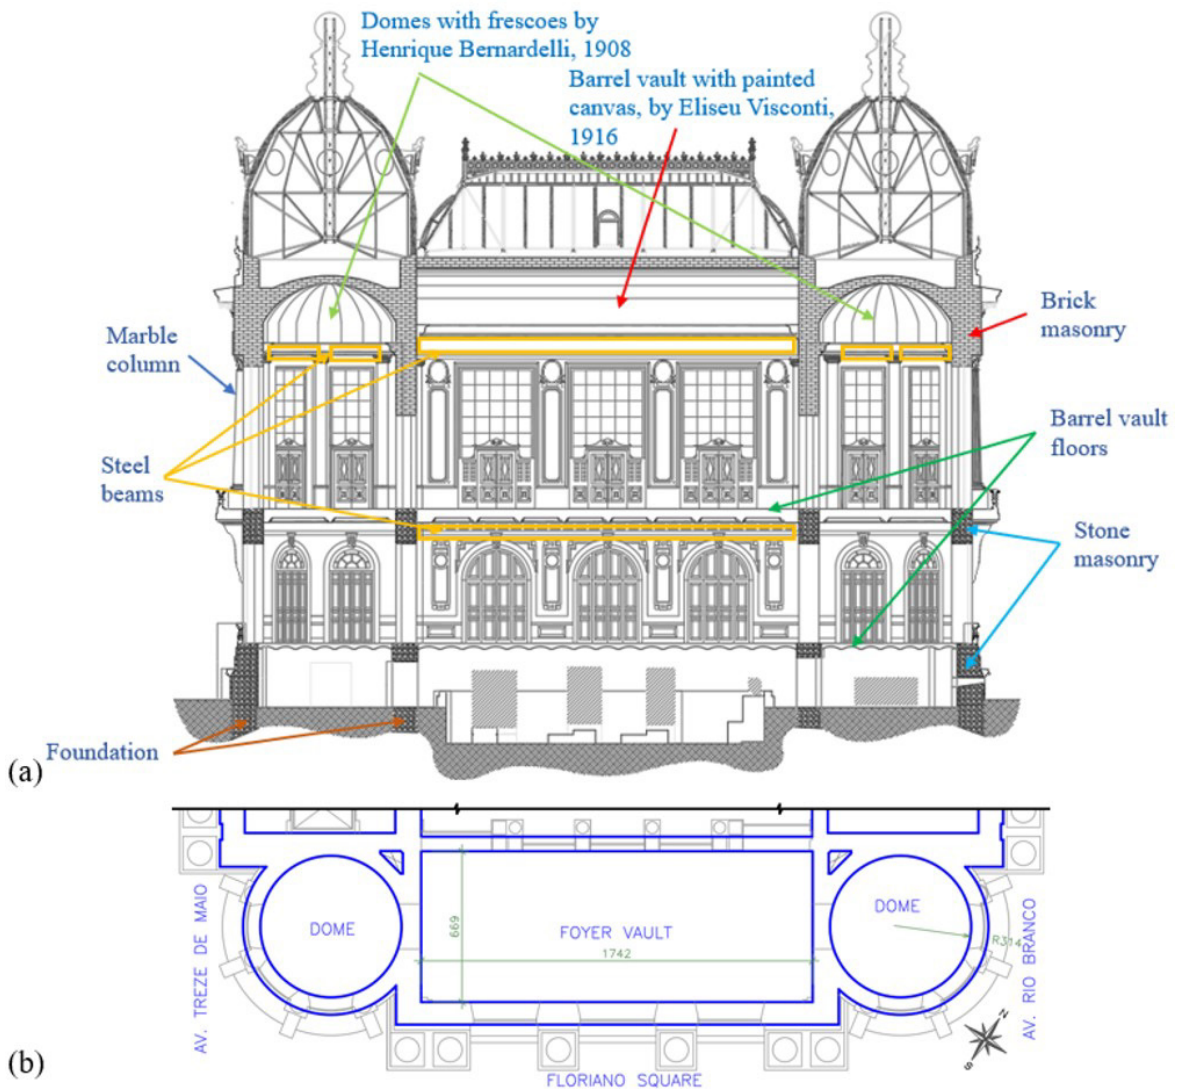 Domes with frescoes by
Henrique Bernardelli, 1908
Barrel vault with painted
canvas, by Eliseu Visconti,
1916
Marble
column
Brick
masonry
Steel
beams
Barrel vault
floors
Stone
masonry
Foundation
(a)
AV. TREZE DE MAIO
DOME
669
FOYER VAULT
1742
DOME
R314
AV. RIO BRANCO
N
S
(b)
FLORIANO SQUARE